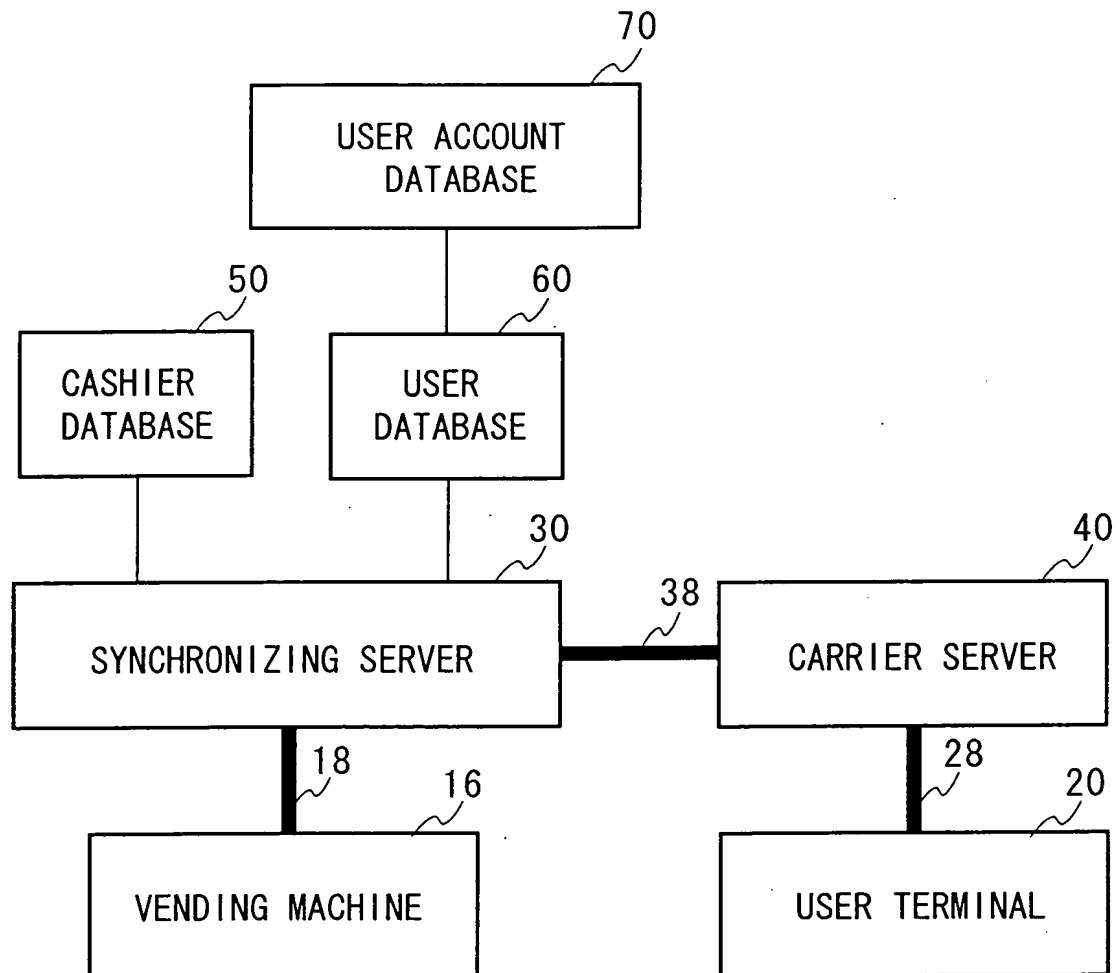 70
USER ACCOUNT
DATABASE
50
60
CASHIER
DATABASE
USER
DATABASE
30
40
38
SYNCHRONIZING SERVER
CARRIER SERVER
18
28
16
20
VENDING MACHINE
USER TERMINAL